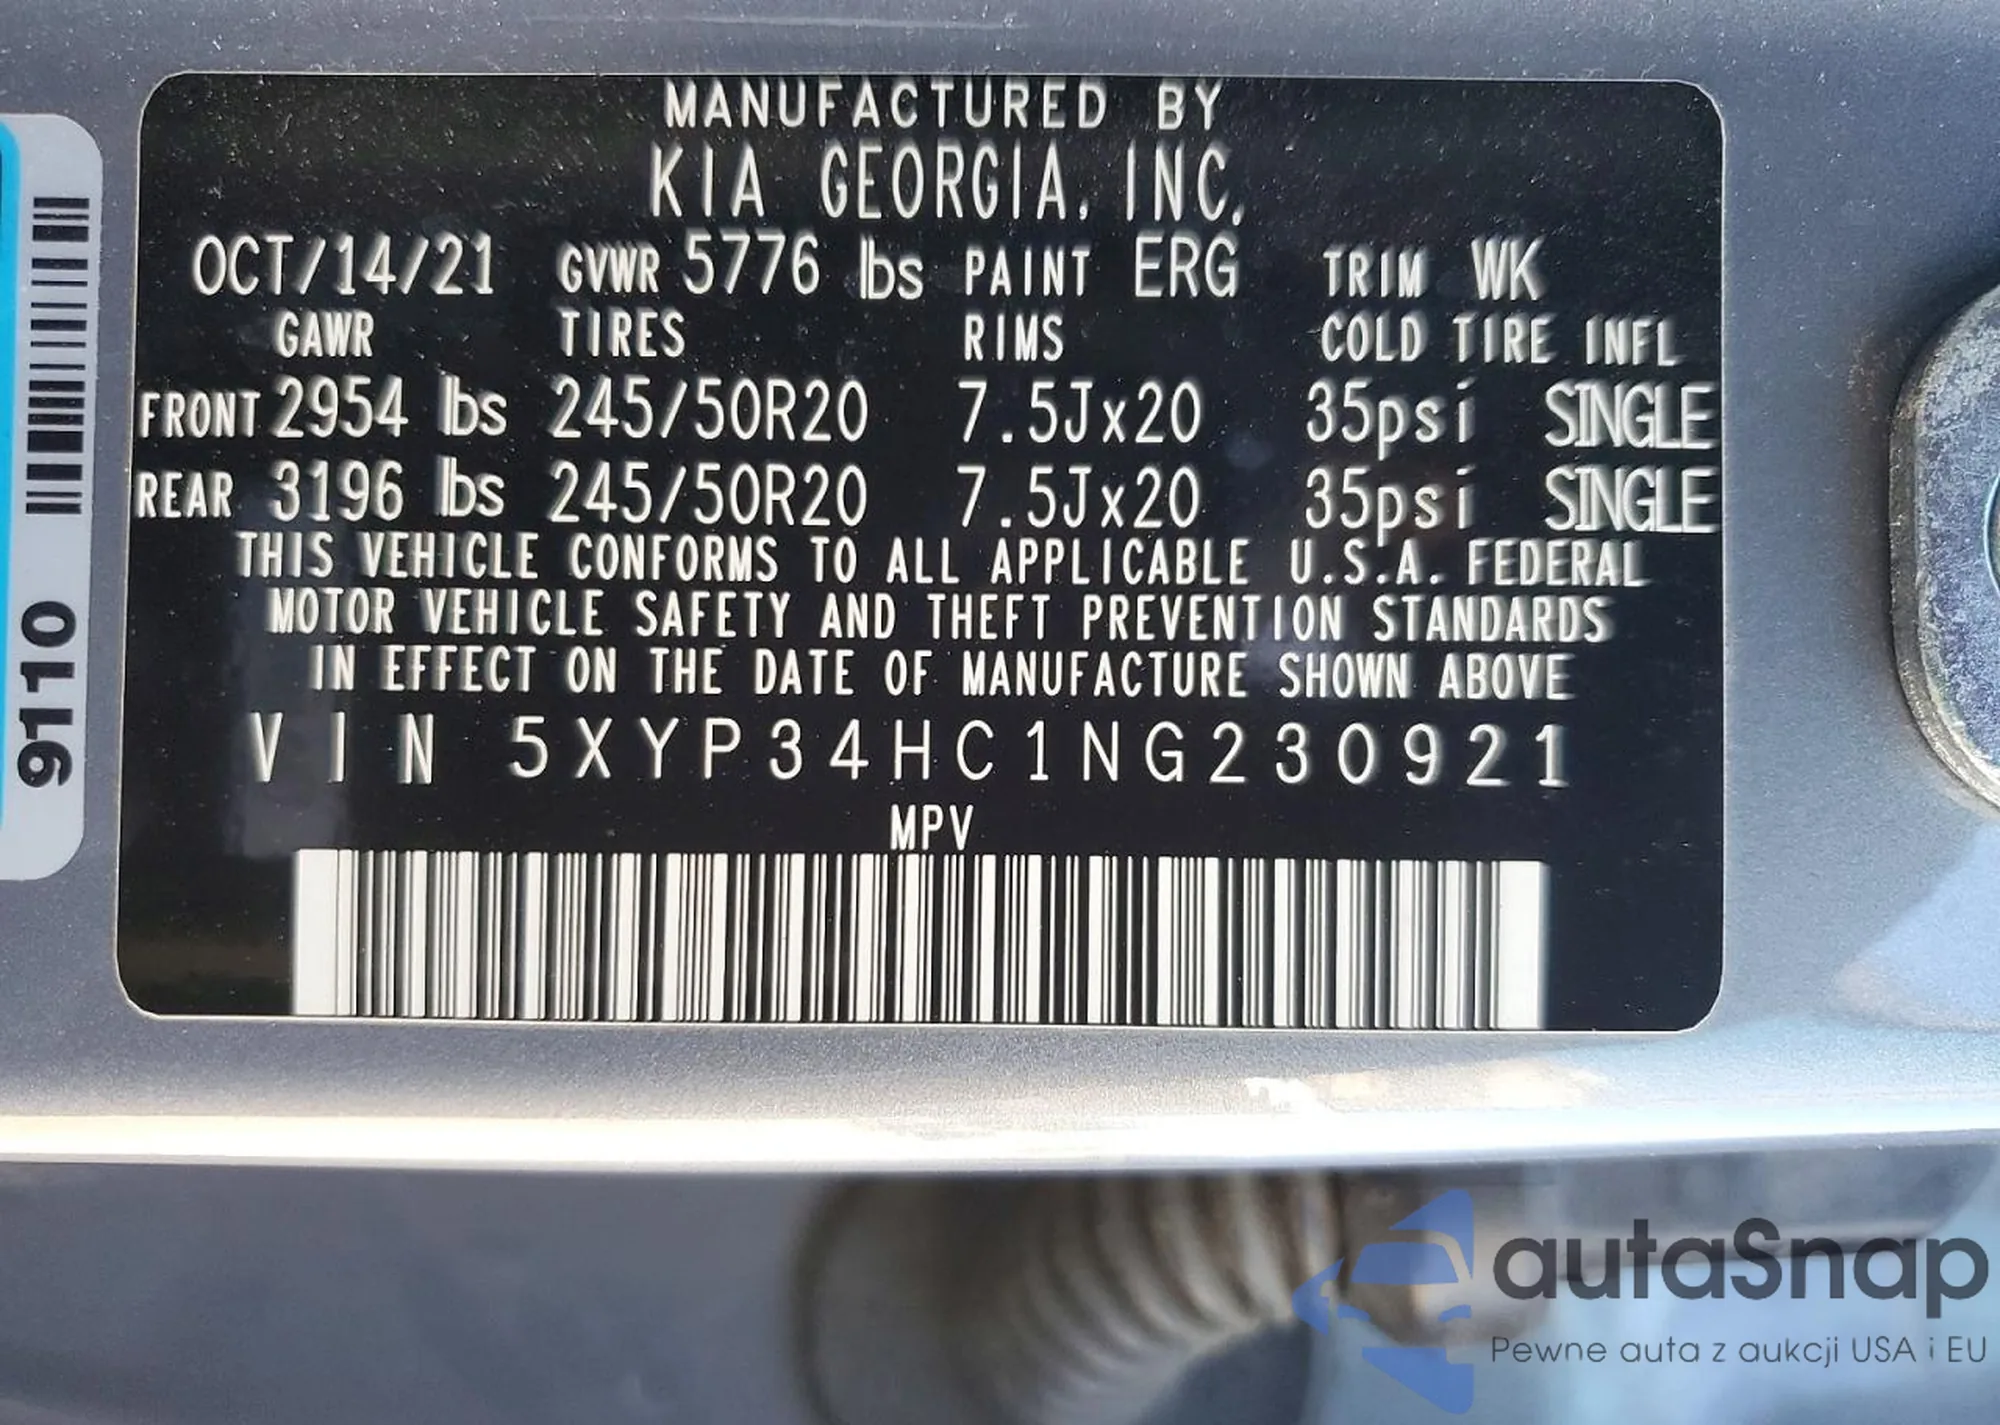 MANUFACTURED BY
KIA GEORGIA, INC.
OCT/14/21 GVWR 5776 lbs PAINT ERG TRIM WK
GAWR TIRES RIMS COLD TIRE INFL
FRONT 2954 lbs 245/50R20 7.5Jx20 35psi SINGLE
REAR 3196 lbs 245/50R20 7.5Jx20 35psi SINGLE
THIS VEHICLE CONFORMS TO ALL APPLICABLE U.S.A. FEDERAL
MOTOR VEHICLE SAFETY AND THEFT PREVENTION STANDARDS
IN EFFECT ON THE DATE OF MANUFACTURE SHOWN ABOVE
VIN 5XYP34HC1NG230921
MPV
9110
autaSnap
Pewne auta z aukcji USA i EU